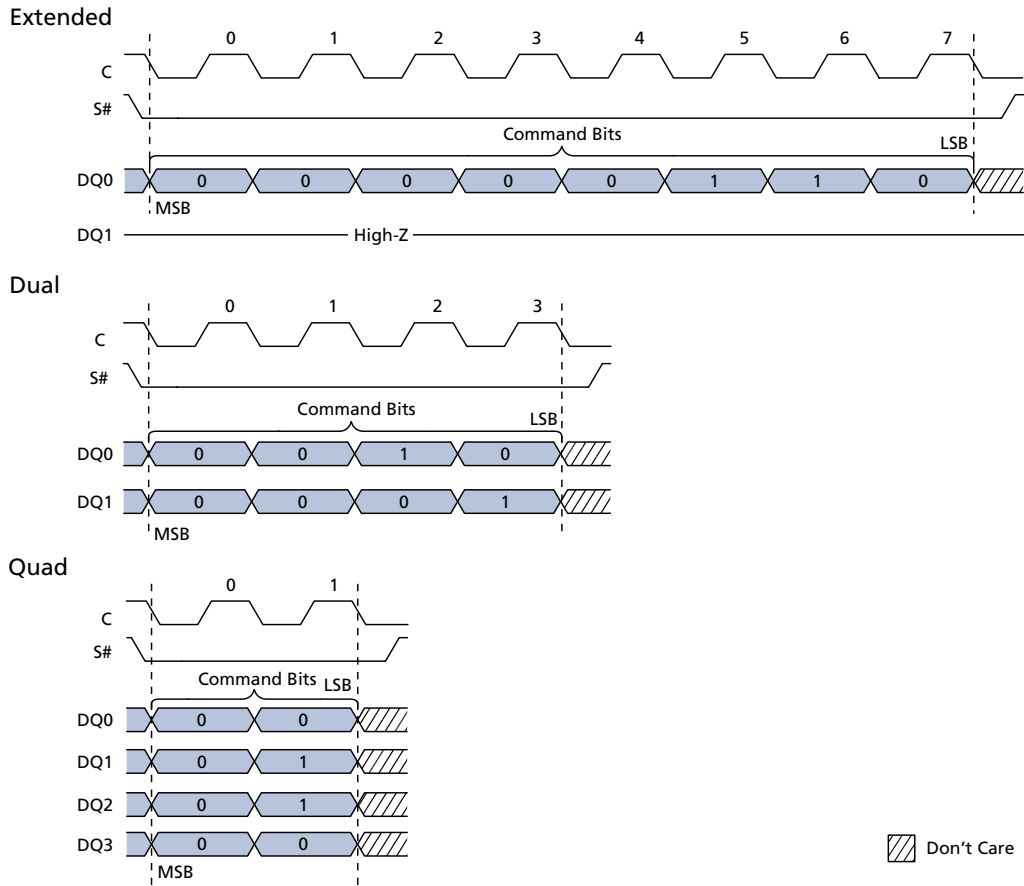 Extended
0 1 2 3 4 5 6 7
C
S#
Command Bits
LSB
DQ0 0 0 0 0 0 1 1 0
MSB
DQ1 High-Z
Dual
0 1 2 3
C
S#
Command Bits
LSB
DQ0 0 0 1 0
DQ1 0 0 0 1
MSB
Quad
0 1
C
S#
Command Bits LSB
DQ0 0 0
DQ1 0 1
DQ2 0 1
DQ3 0 0
MSB
Don't Care